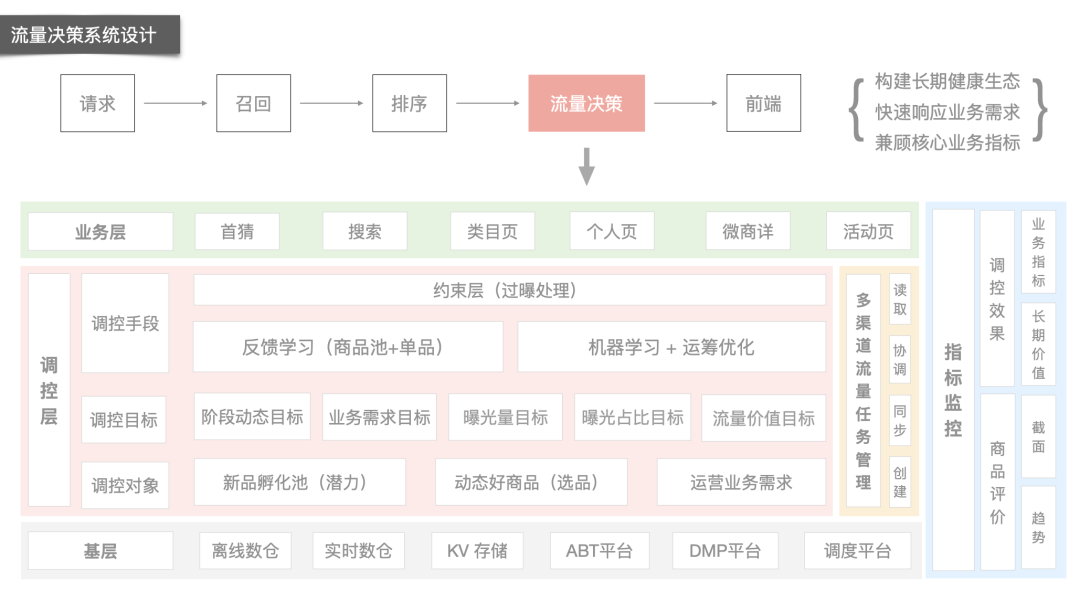 流量决策系统设计
请求
召回
排序
流量决策
前端
构建长期健康生态
快速响应业务需求
兼顾核心业务指标
业务层
首猜
搜索
类目页
个人页
微商详
活动页
调控层
调控手段
约束层（过曝处理）
反馈学习（商品池+单品）
机器学习 + 运筹优化
调控目标
阶段动态目标
业务需求目标
曝光量目标
曝光占比目标
流量价值目标
调控对象
新品孵化池（潜力）
动态好商品（选品）
运营业务需求
多渠道流量任务管理
读取
协调
同步
创建
基层
离线数仓
实时数仓
KV 存储
ABT平台
DMP平台
调度平台
指标监控
调控效果
业务指标
长期价值
商品评价
截面
趋势